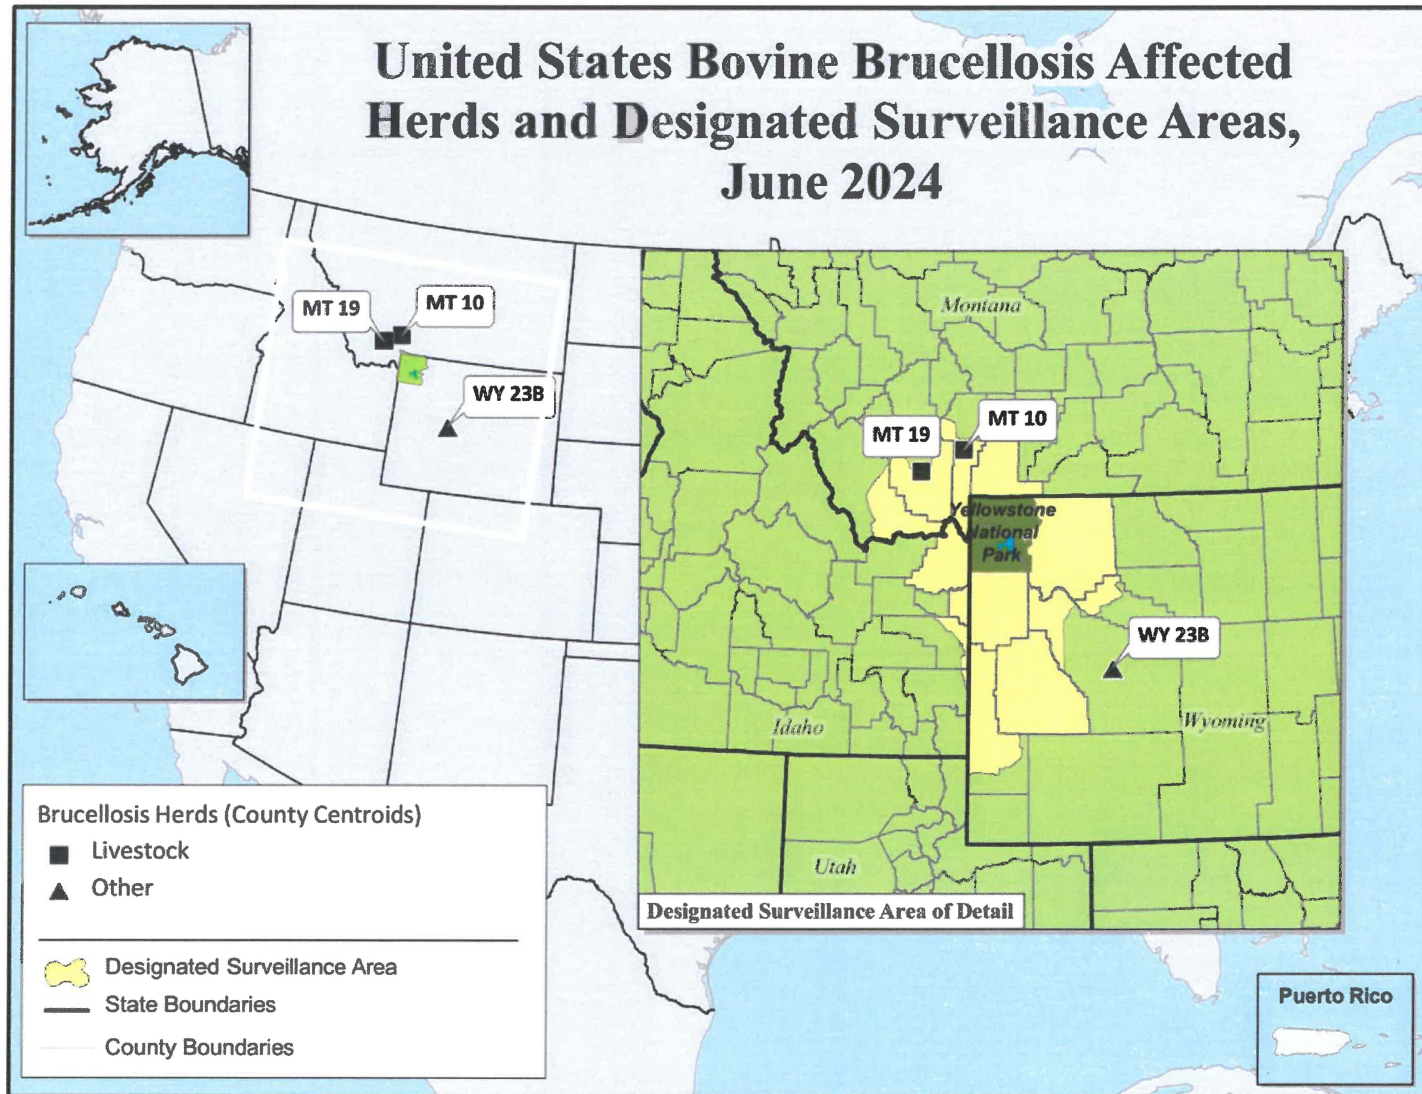 United States Bovine Brucellosis Affected
Herds and Designated Surveillance Areas,
June 2024
MT 19
MT 10
WY 23B
Montana
MT 19
MT 10
Yellowstone
National
Park
WY 23B
Idaho
Wyoming
Utah
Designated Surveillance Area of Detail
Brucellosis Herds (County Centroids)
Livestock
Other
Designated Surveillance Area
State Boundaries
County Boundaries
Puerto Rico